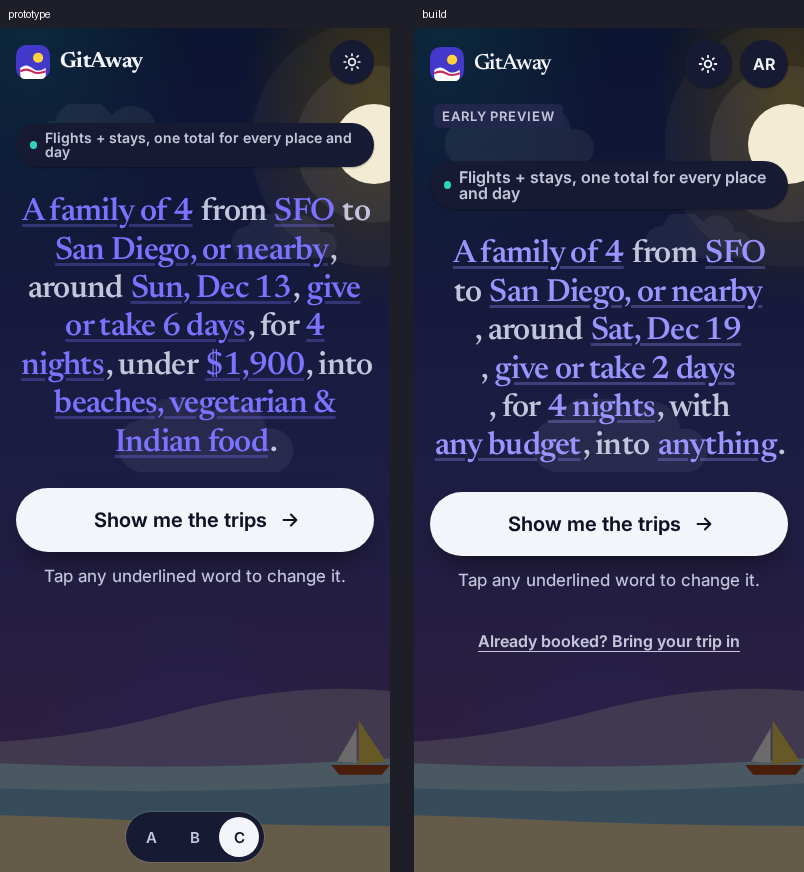 prototype
GitAway
Flights + stays, one total for every place and
day
A family of 4 from SFO to
San Diego, or nearby,
around Sun, Dec 13, give
or take 6 days, for 4
nights, under $1,900, into
beaches, vegetarian &
Indian food.
Show me the trips →
Tap any underlined word to change it.
A B C
build
GitAway
AR
EARLY PREVIEW
Flights + stays, one total for every place
and day
A family of 4 from SFO
to San Diego, or nearby
, around Sat, Dec 19
, give or take 2 days
, for 4 nights, with
any budget, into anything.
Show me the trips →
Tap any underlined word to change it.
Already booked? Bring your trip in